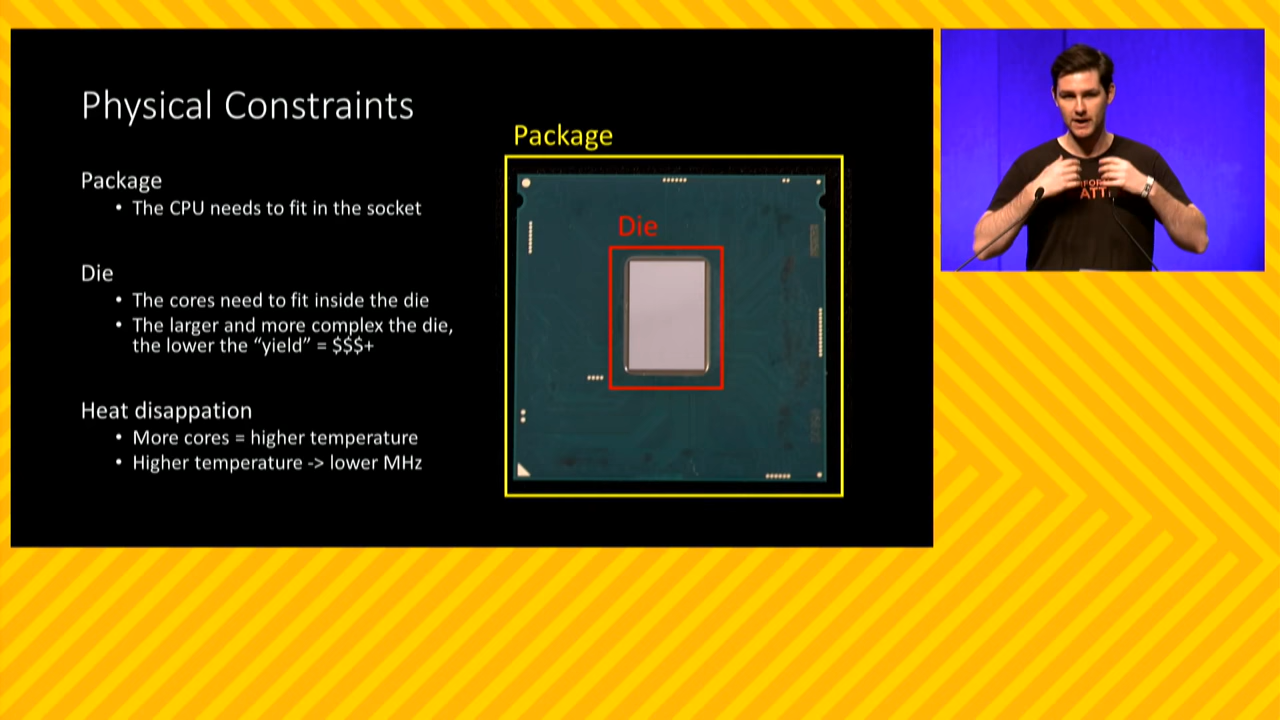 Physical Constraints
Package
• The CPU needs to fit in the socket
Die
• The cores need to fit inside the die
• The larger and more complex the die,
the lower the “yield” = $$$+
Heat disappation
• More cores = higher temperature
• Higher temperature -> lower MHz
Package
Die